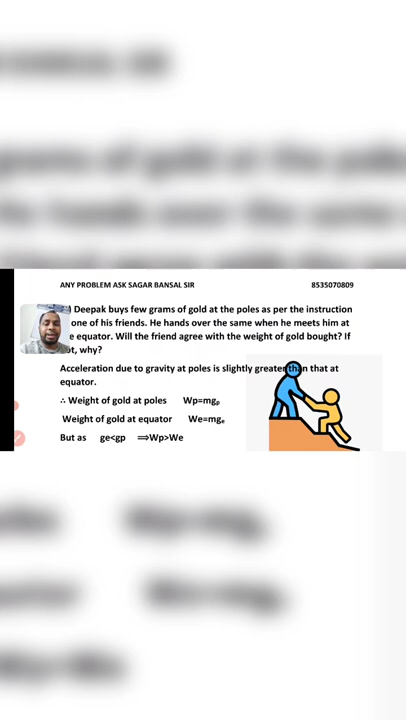 ANY PROBLEM ASK SAGAR BANSAL SIR 8535070809
) Deepak buys few grams of gold at the poles as per the instruction
one of his friends. He hands over the same when he meets him at
e equator. Will the friend agree with the weight of gold bought? If
ot, why?
Acceleration due to gravity at poles is slightly greater than that at
equator.
∴ Weight of gold at poles Wp=mgₚ
Weight of gold at equator We=mgₑ
But as ge<gp ⟹Wp>We